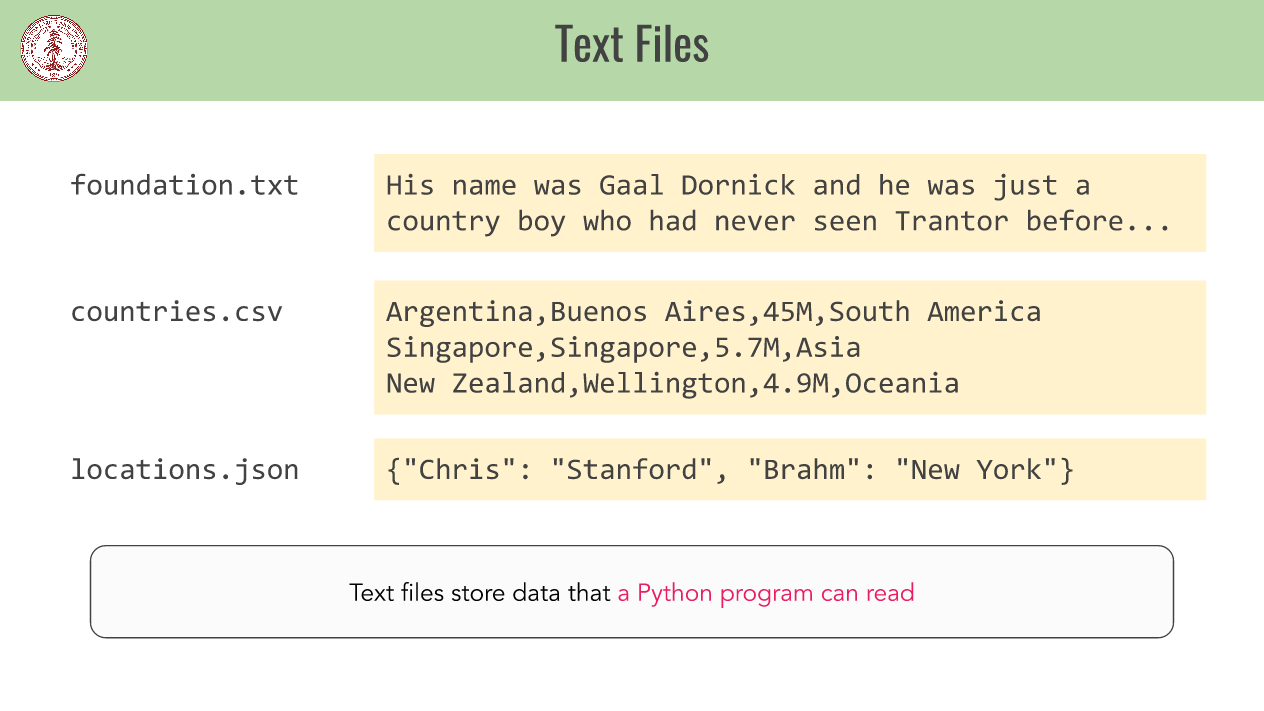 Text Files
foundation.txt
His name was Gaal Dornick and he was just a
country boy who had never seen Trantor before...
countries.csv
Argentina,Buenos Aires,45M,South America
Singapore,Singapore,5.7M,Asia
New Zealand,Wellington,4.9M,Oceania
locations.json
{"Chris": "Stanford", "Brahm": "New York"}
Text files store data that a Python program can read